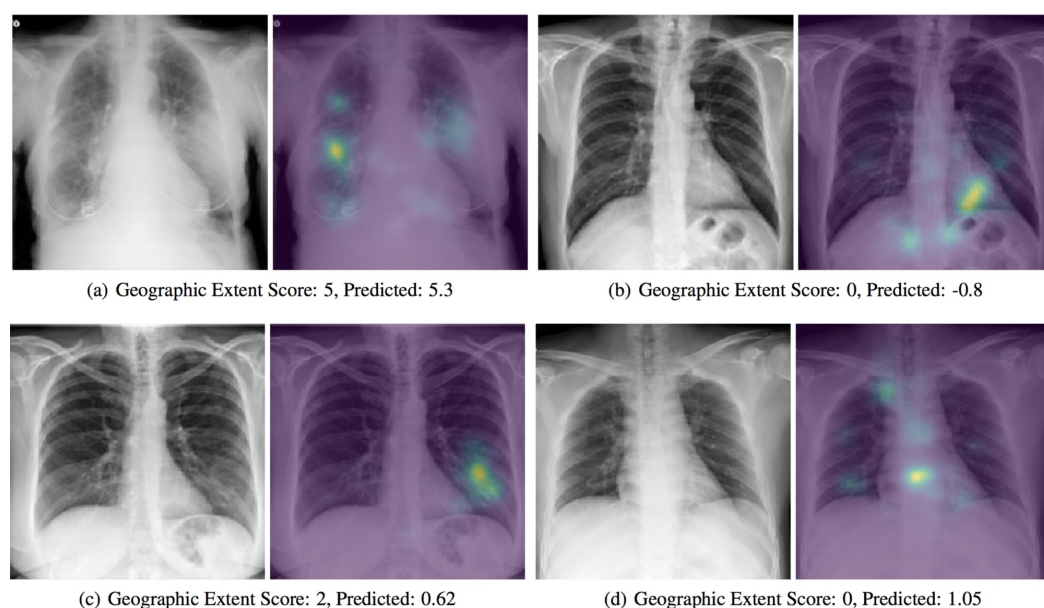 (a) Geographic Extent Score: 5, Predicted: 5.3
(b) Geographic Extent Score: 0, Predicted: -0.8
(c) Geographic Extent Score: 2, Predicted: 0.62
(d) Geographic Extent Score: 0, Predicted: 1.05